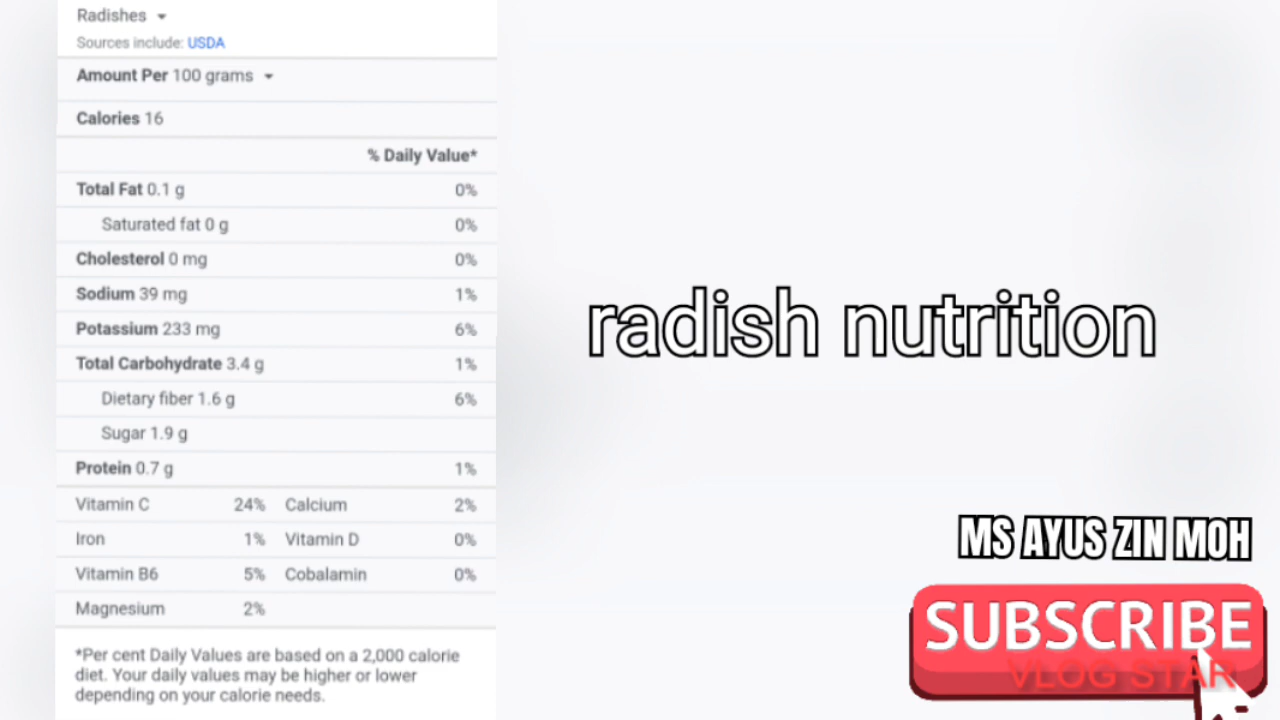 Radishes
Sources include: USDA
Amount Per 100 grams
Calories 16
% Daily Value*
Total Fat 0.1 g 0%
Saturated fat 0 g 0%
Cholesterol 0 mg 0%
Sodium 39 mg 1%
Potassium 233 mg 6%
Total Carbohydrate 3.4 g 1%
Dietary fiber 1.6 g 6%
Sugar 1.9 g
Protein 0.7 g 1%
Vitamin C 24% Calcium 2%
Iron 1% Vitamin D 0%
Vitamin B6 5% Cobalamin 0%
Magnesium 2%
*Per cent Daily Values are based on a 2,000 calorie
diet. Your daily values may be higher or lower
depending on your calorie needs.
radish nutrition
MS AYUS ZIN MOH
SUBSCRIBE
VLOG STAR